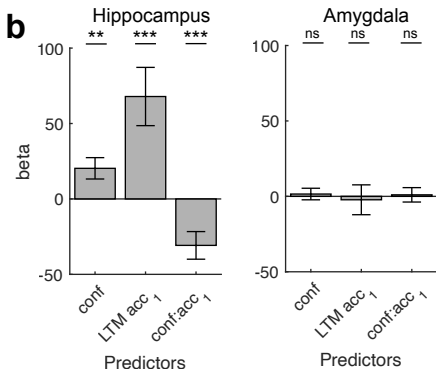 b
Hippocampus
** *** ***
beta
100
50
0
-50
conf
LTM acc 1
conf:acc 1
Predictors
Amygdala
ns ns ns
100
50
0
-50
conf
LTM acc 1
conf:acc 1
Predictors